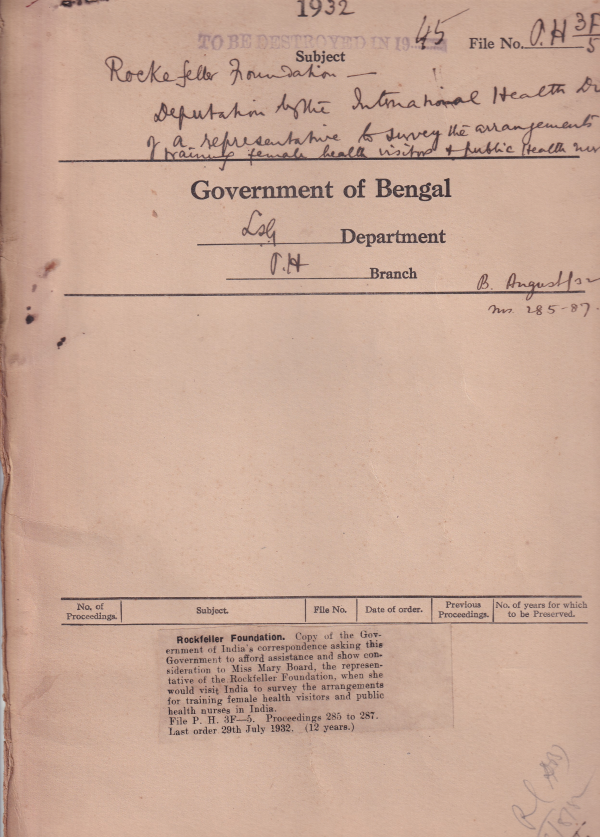 1932
TO BE DESTROYED IN 19
45
File No. P.H 3F/5
Subject
Rockefeller Foundation —
Deputation by the International Health
of a representative to survey the arrangements
training female health visitors & public Health
Government of Bengal
LSG Department
P.H Branch
B. August/32
nos. 285-87.
No. of Proceedings. Subject. File No. Date of order. Previous Proceedings. No. of years for which to be Preserved.
Rockfeller Foundation. Copy of the Gov-
ernment of India's correspondence asking this
Government to afford assistance and show con-
sideration to Miss Mary Board, the represen-
tative of the Rockfeller Foundation, when she
would visit India to survey the arrangements
for training female health visitors and public
health nurses in India.
File P. H. 3F—5. Proceedings 285 to 287.
Last order 29th July 1932. (12 years.)